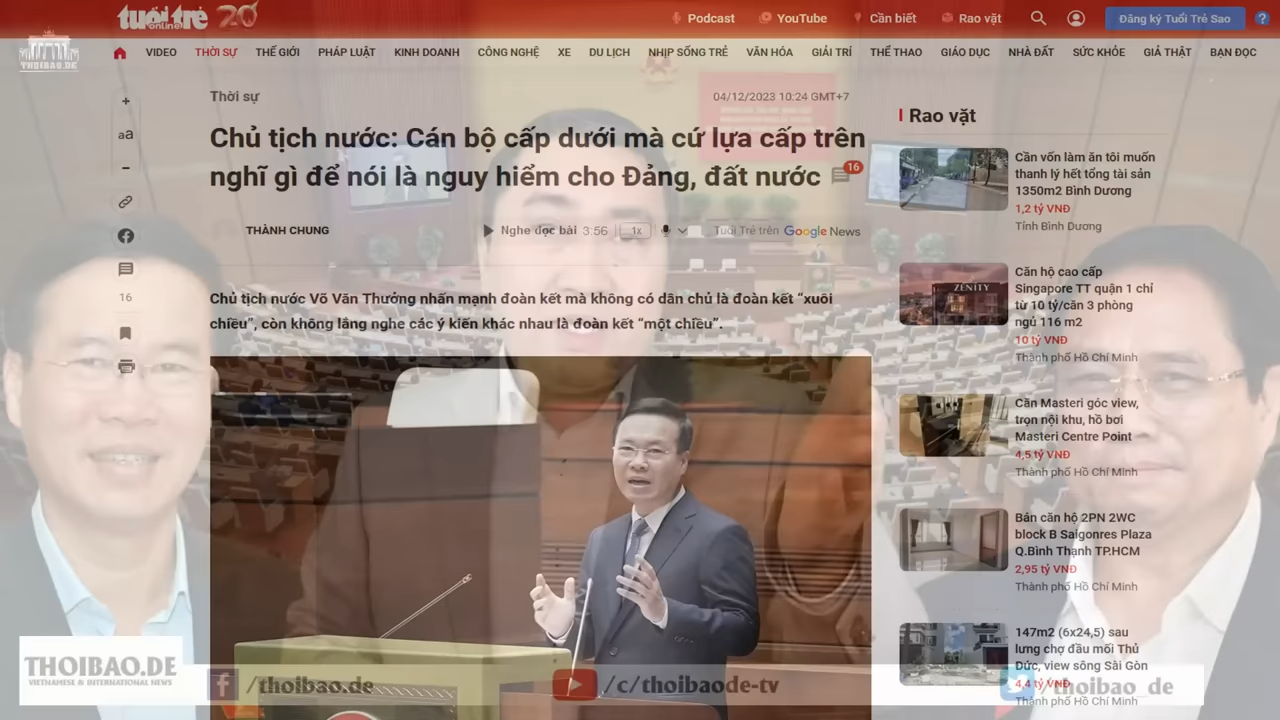 tuổi trẻ online 20
Podcast YouTube Cần biết Rao vặt Đăng ký Tuổi Trẻ Sao ?
THOIBAO.DE
VIDEO THỜI SỰ THẾ GIỚI PHÁP LUẬT KINH DOANH CÔNG NGHỆ XE DU LỊCH NHỊP SỐNG TRẺ VĂN HÓA GIẢI TRÍ THỂ THAO GIÁO DỤC NHÀ ĐẤT SỨC KHỎE GIẢ THẬT BẠN ĐỌC
Thời sự 04/12/2023 10:24 GMT+7
Chủ tịch nước: Cán bộ cấp dưới mà cứ lựa cấp trên
nghĩ gì để nói là nguy hiểm cho Đảng, đất nước 16
THÀNH CHUNG Nghe đọc bài 3:56 1x Tuổi Trẻ trên Google News
Chủ tịch nước Võ Văn Thưởng nhấn mạnh đoàn kết mà không có dân chủ là đoàn kết “xuôi
chiều”, còn không lắng nghe các ý kiến khác nhau là đoàn kết “một chiều”.
+
aa
−
16
Rao vặt
Cần vốn làm ăn tôi muốn
thanh lý hết tổng tài sản
1350m2 Bình Dương
1,2 tỷ VNĐ
Tỉnh Bình Dương
ZENITY
Căn hộ cao cấp
Singapore TT quận 1 chỉ
từ 10 tỷ/căn 3 phòng
ngủ 116 m2
10 tỷ VNĐ
Thành phố Hồ Chí Minh
Căn Masteri góc view,
trọn nội khu, hồ bơi
Masteri Centre Point
4,5 tỷ VNĐ
Thành phố Hồ Chí Minh
Bán căn hộ 2PN 2WC
block B Saigonres Plaza
Q.Bình Thạnh TP.HCM
2,95 tỷ VNĐ
Thành phố Hồ Chí Minh
147m2 (6x24,5) sau
lưng chợ đầu mối Thủ
Đức, view sông Sài Gòn
4,4 tỷ VNĐ
Thành phố Hồ Chí Minh
THOIBAO.DE
VIETNAMESE & INTERNATIONAL NEWS
/thoibao.de /c/thoibaode-tv /thoibao_de